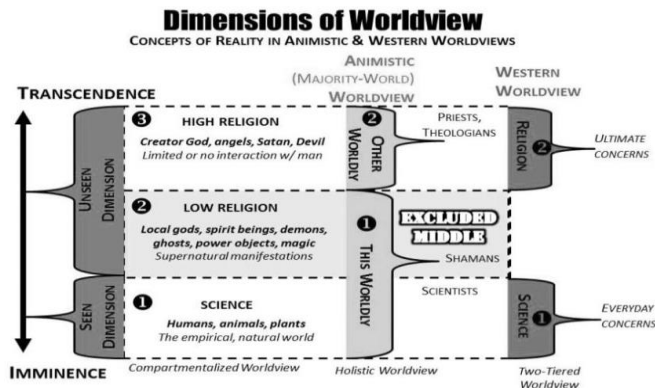 Dimensions of Worldview
CONCEPTS OF REALITY IN ANIMISTIC & WESTERN WORLDVIEWS
TRANSCENDENCE
IMMINENCE
UNSEEN
DIMENSION
SEEN
DIMENSION
3
HIGH RELIGION
Creator God, angels, Satan, Devil
Limited or no interaction w/ man
2
LOW RELIGION
Local gods, spirit beings, demons,
ghosts, power objects, magic
Supernatural manifestations
1
SCIENCE
Humans, animals, plants
The empirical, natural world
Compartmentalized Worldview
ANIMISTIC
(MAJORITY-WORLD)
WORLDVIEW
2
OTHER
WORLDLY
1
THIS WORLDLY
Holistic Worldview
PRIESTS,
THEOLOGIANS
EXCLUDED
MIDDLE
SHAMANS
SCIENTISTS
WESTERN
WORLDVIEW
RELIGION
2
SCIENCE
1
Two-Tiered
Worldview
ULTIMATE
CONCERNS
EVERYDAY
CONCERNS